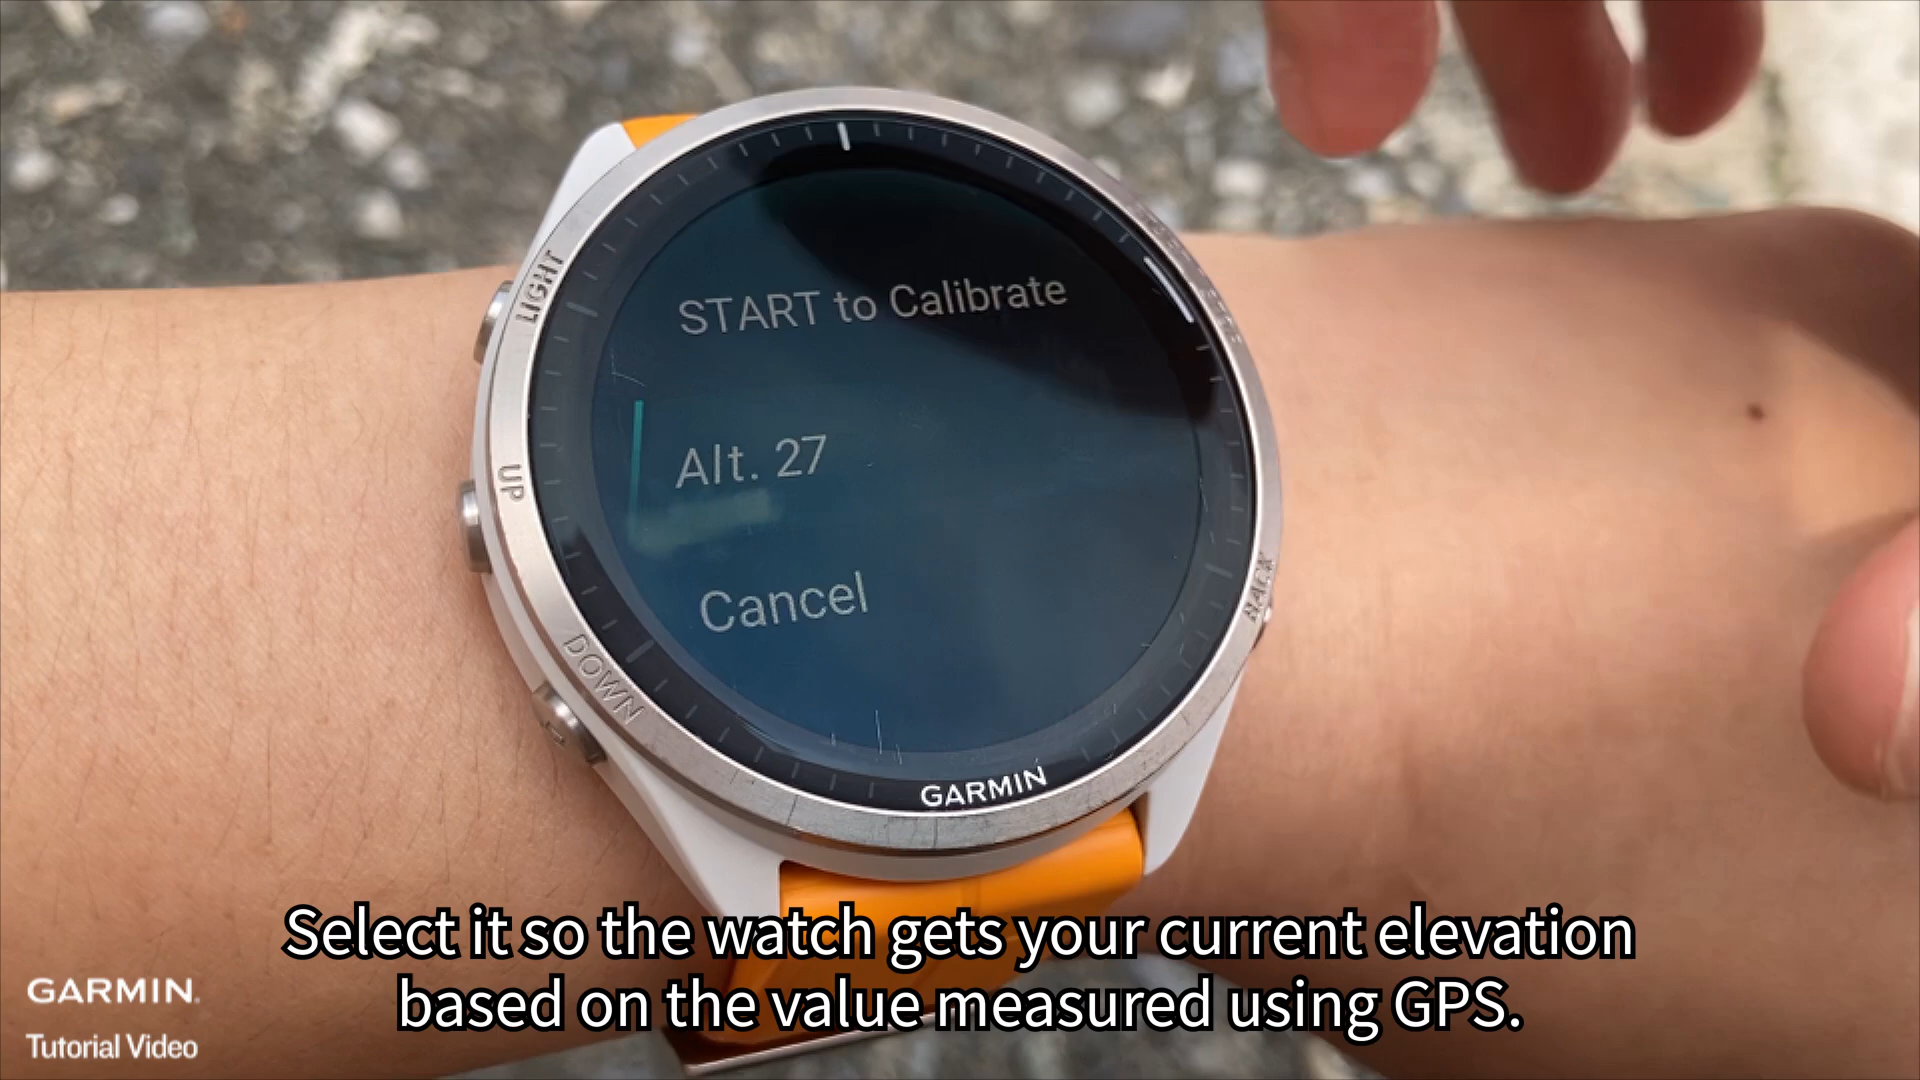 LIGHT
START to Calibrate
Alt. 27
UP
Cancel
BACK
DOWN
GARMIN
Select it so the watch gets your current elevation
based on the value measured using GPS.
GARMIN.
Tutorial Video